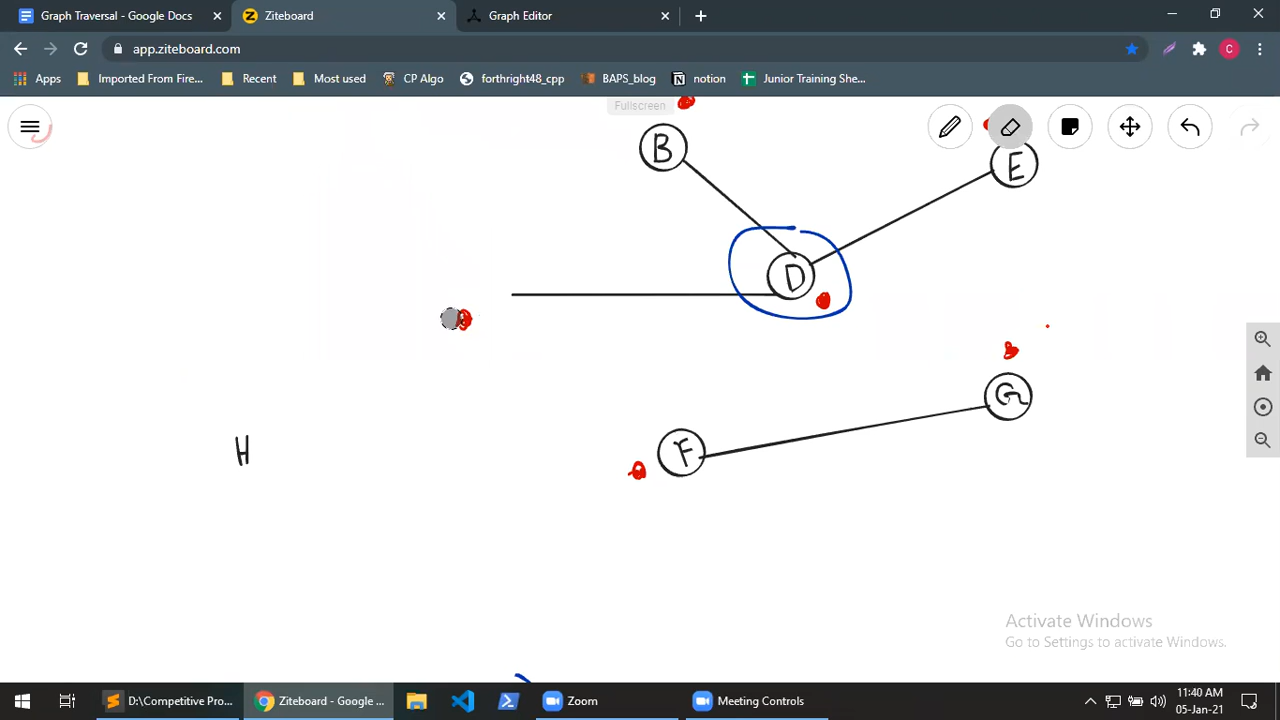 Graph Traversal - Google Docs
Ziteboard
Graph Editor
app.ziteboard.com
C
Apps
Imported From Fire...
Recent
Most used
CP Algo
forthright48_cpp
BAPS_blog
notion
Junior Training She...
Fullscreen
B
E
D
G
F
H
Activate Windows
Go to Settings to activate Windows.
D:\Competitive Pro...
Ziteboard - Google ...
Zoom
Meeting Controls
11:40 AM
05-Jan-21